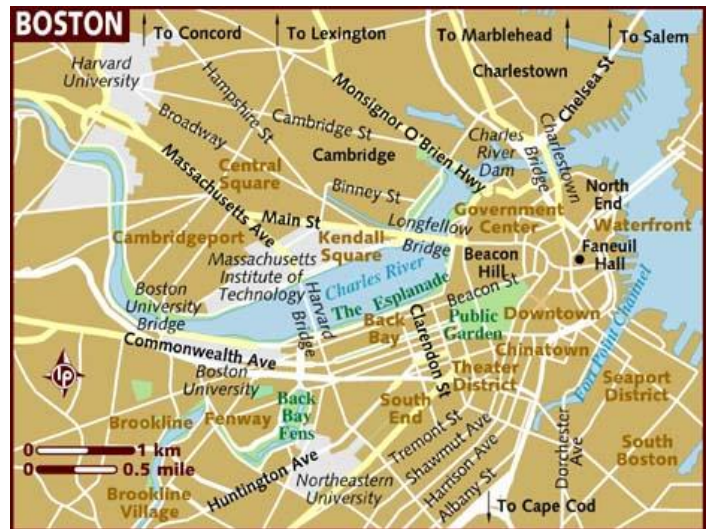 BOSTON
To Concord
To Lexington
To Marblehead
To Salem
Harvard
University
Charlestown
Chelsea St
Hampshire St
Monsignor O'Brien Hwy
Broadway
Cambridge St
Massachusetts Ave
Cambridge
Charles
River
Dam
Charlestown
Bridge
Central
Square
Binney St
North
End
Main St
Longfellow
Bridge
Government
Center
Waterfront
Cambridgeport
Kendall
Square
Beacon
Hill
Faneuil
Hall
Massachusetts
Institute of
Technology
Charles River
Boston
University
Bridge
Harvard
Bridge
The Esplanade
Beacon St
Back
Bay
Clarendon St
Public
Garden
Downtown
Fort Point Channel
Commonwealth Ave
Chinatown
Boston
University
Theater
District
Seaport
District
LP
Brookline
Fenway
Back
Bay
Fens
South
End
Tremont St
Shawmut Ave
Harrison Ave
Albany St
Dorchester
Ave
South
Boston
0 1 km
0 0.5 mile
Brookline
Village
Huntington Ave
Northeastern
University
To Cape Cod